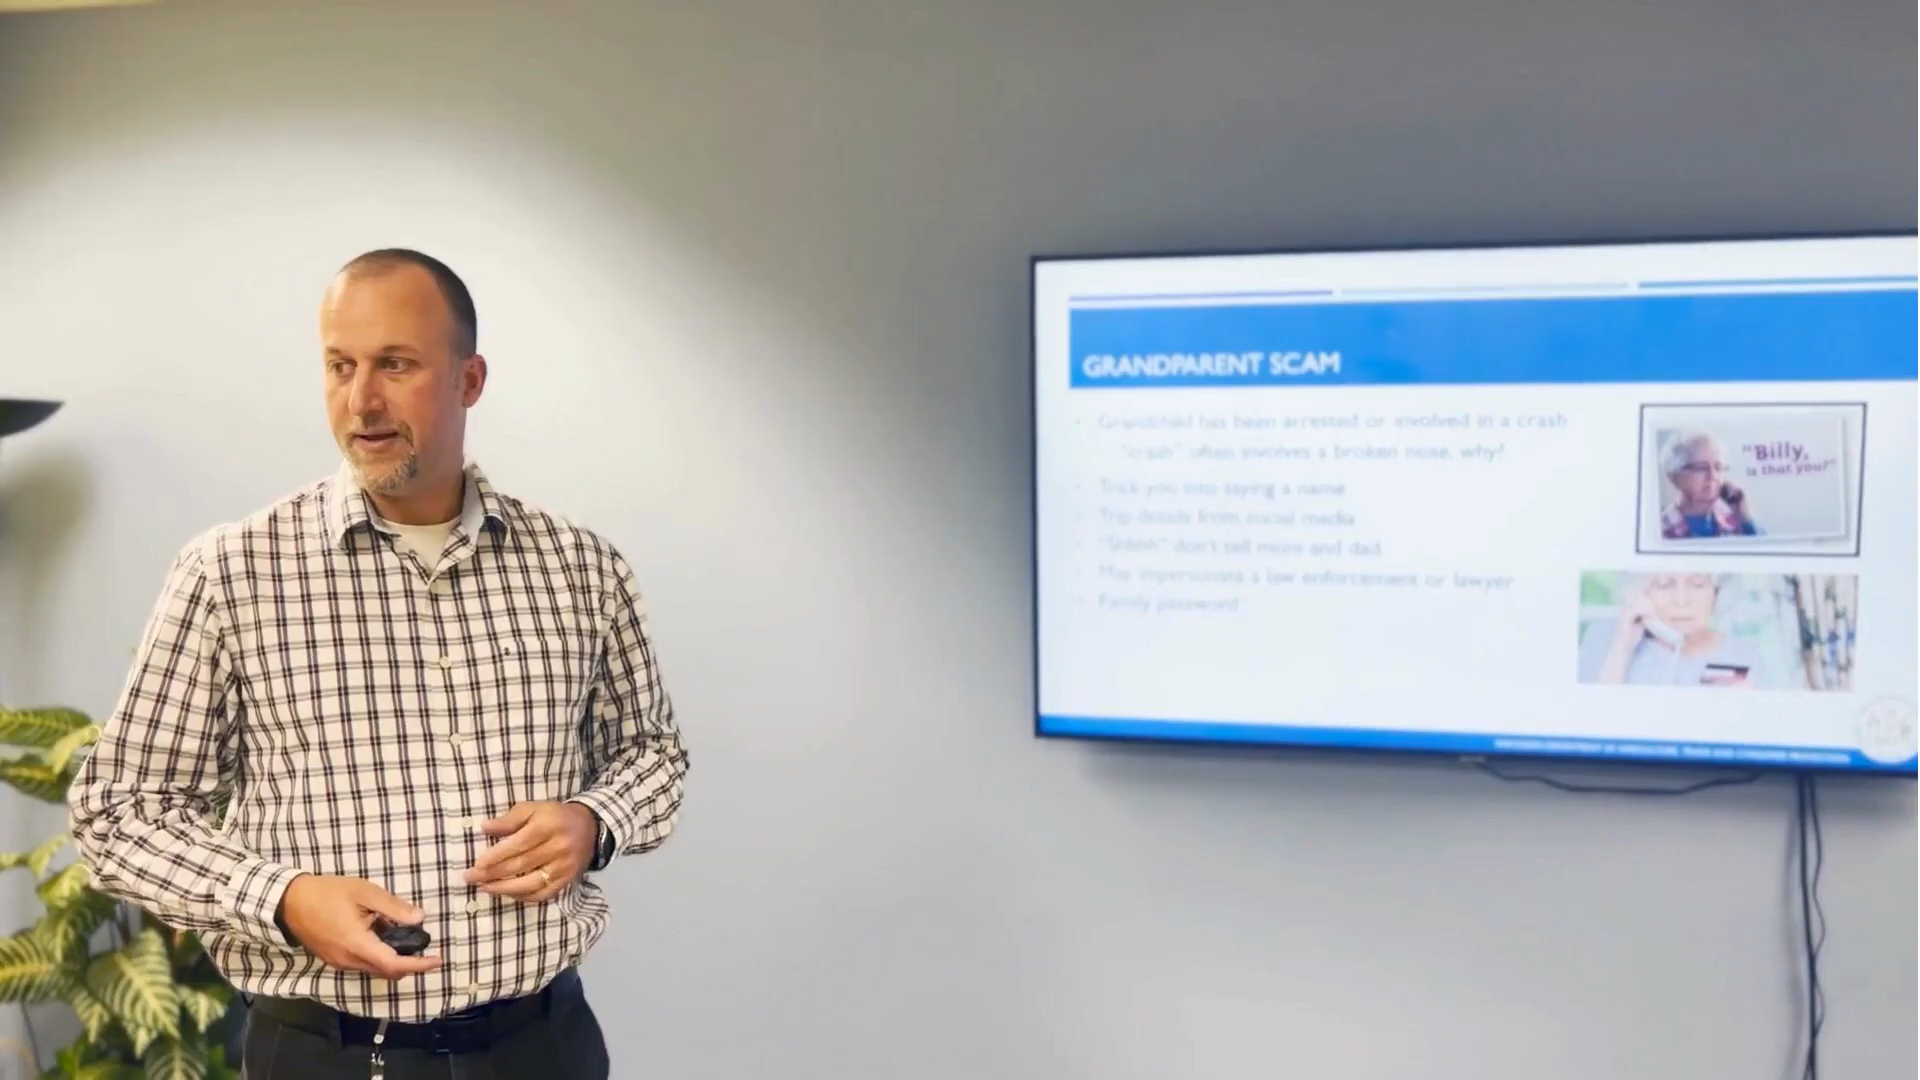 GRANDPARENT SCAM
Grandchild has been arrested or involved in a crash
"crash" often involves a broken nose, why?
Trick you into saying a name
Trip details from social media
"Shhhh" don't tell mom and dad
May impersonate a law enforcement or lawyer
Family password
"Billy,
is that you?"